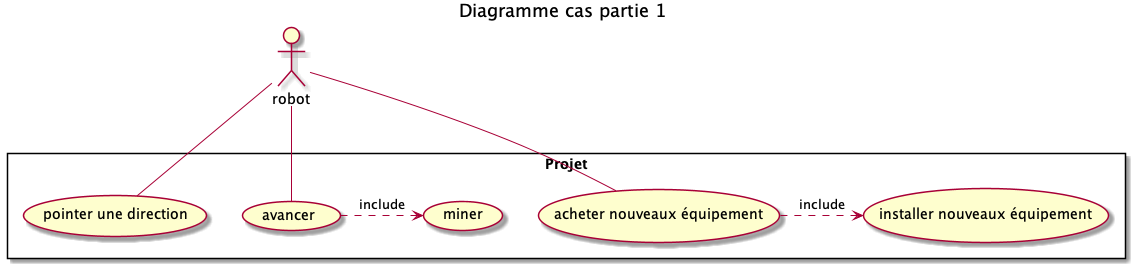 Diagramme cas partie 1
robot
Projet
pointer une direction
avancer
include
miner
acheter nouveaux équipement
include
installer nouveaux équipement